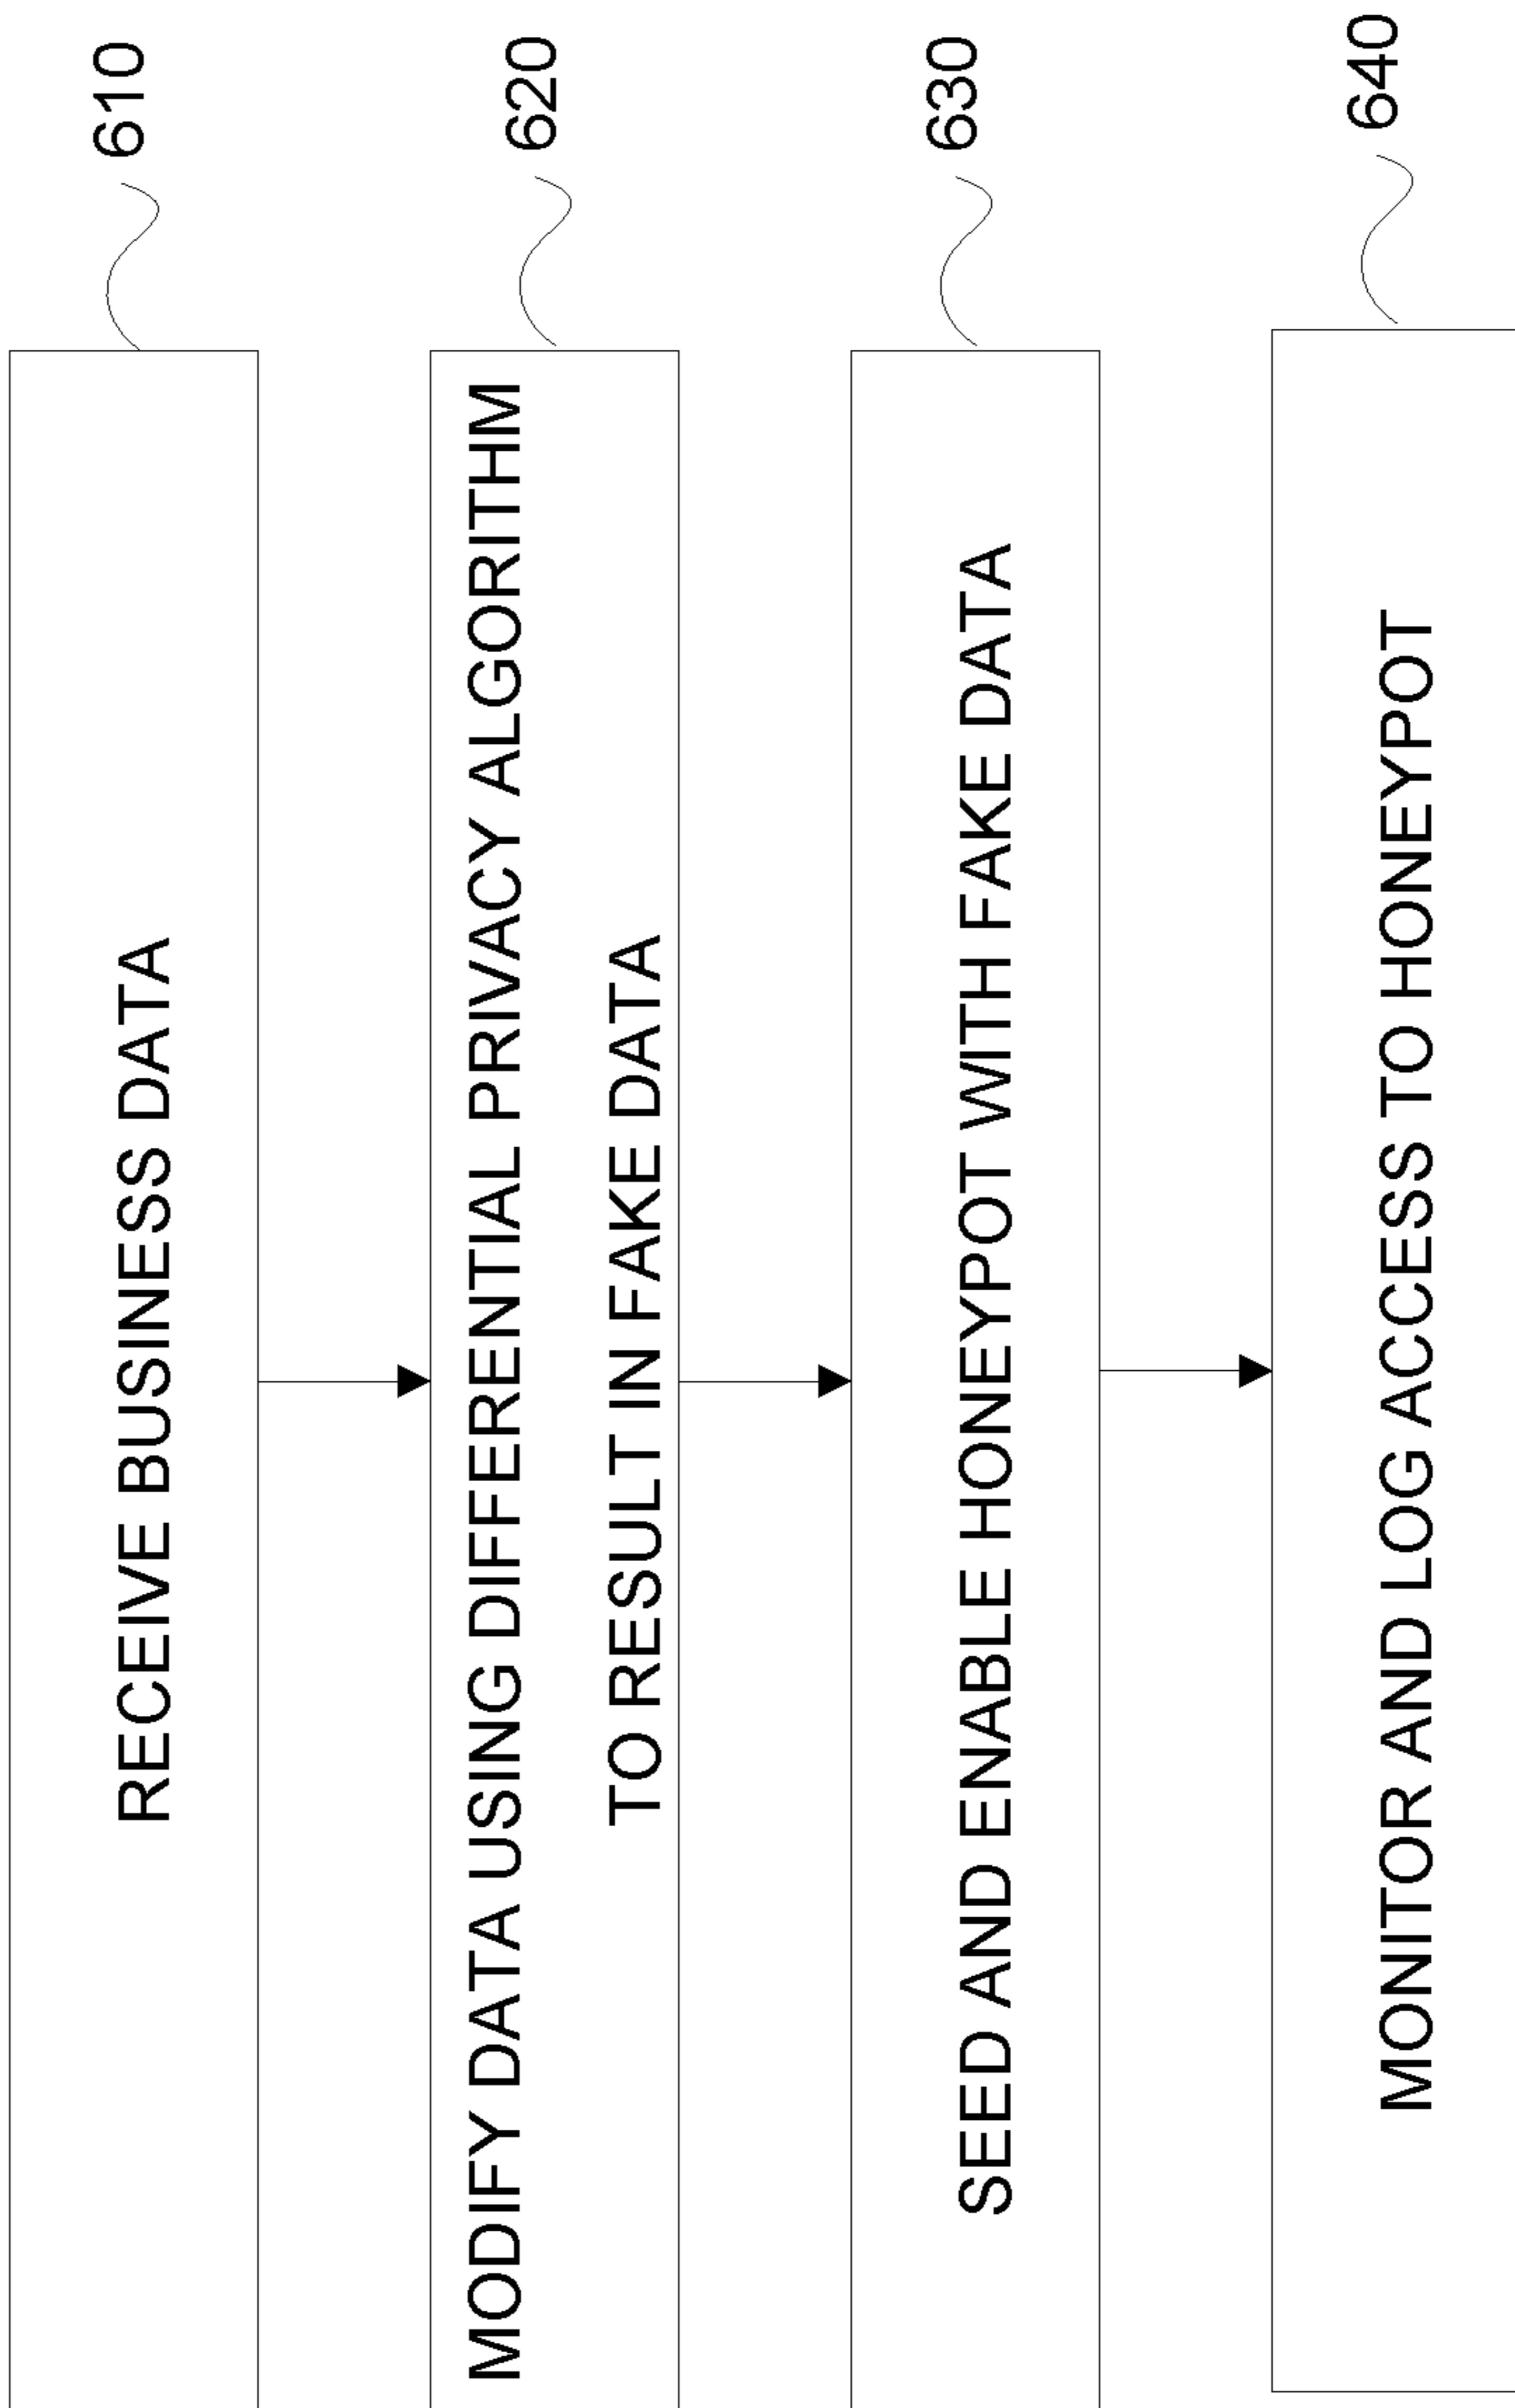 RECEIVE BUSINESS DATA
610
MODIFY DATA USING DIFFERENTIAL PRIVACY ALGORITHM
TO RESULT IN FAKE DATA
620
SEED AND ENABLE HONEYPOT WITH FAKE DATA
630
MONITOR AND LOG ACCESS TO HONEYPOT
640